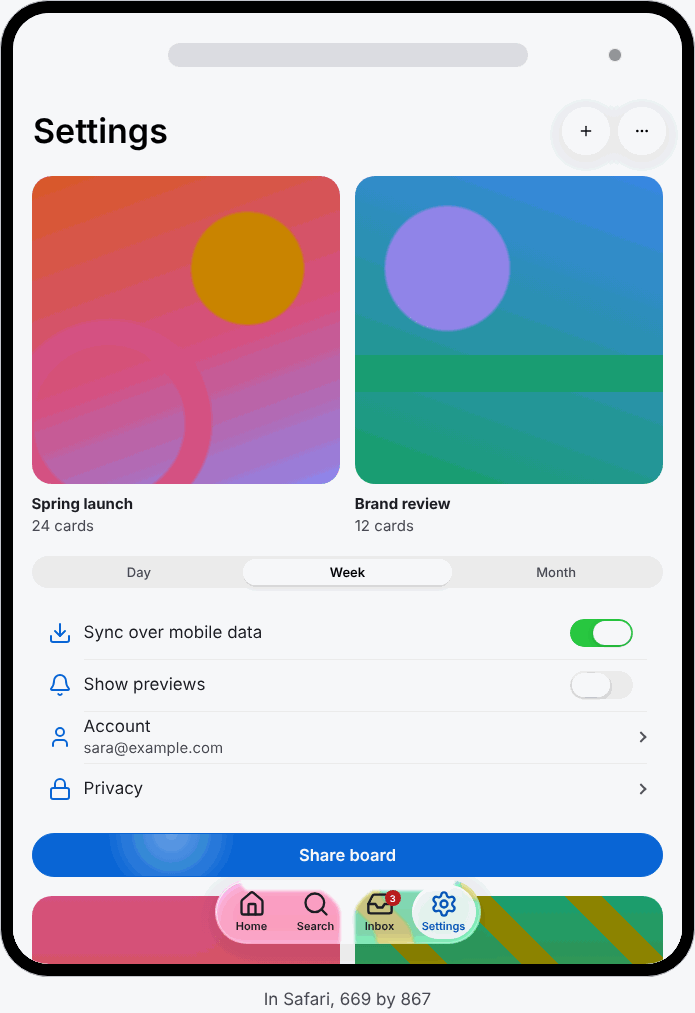 Settings
Spring launch
24 cards
Brand review
12 cards
Day
Week
Month
Sync over mobile data
Show previews
Account
sara@example.com
Privacy
Share board
Home
Search
Inbox
3
Settings
In Safari, 669 by 867